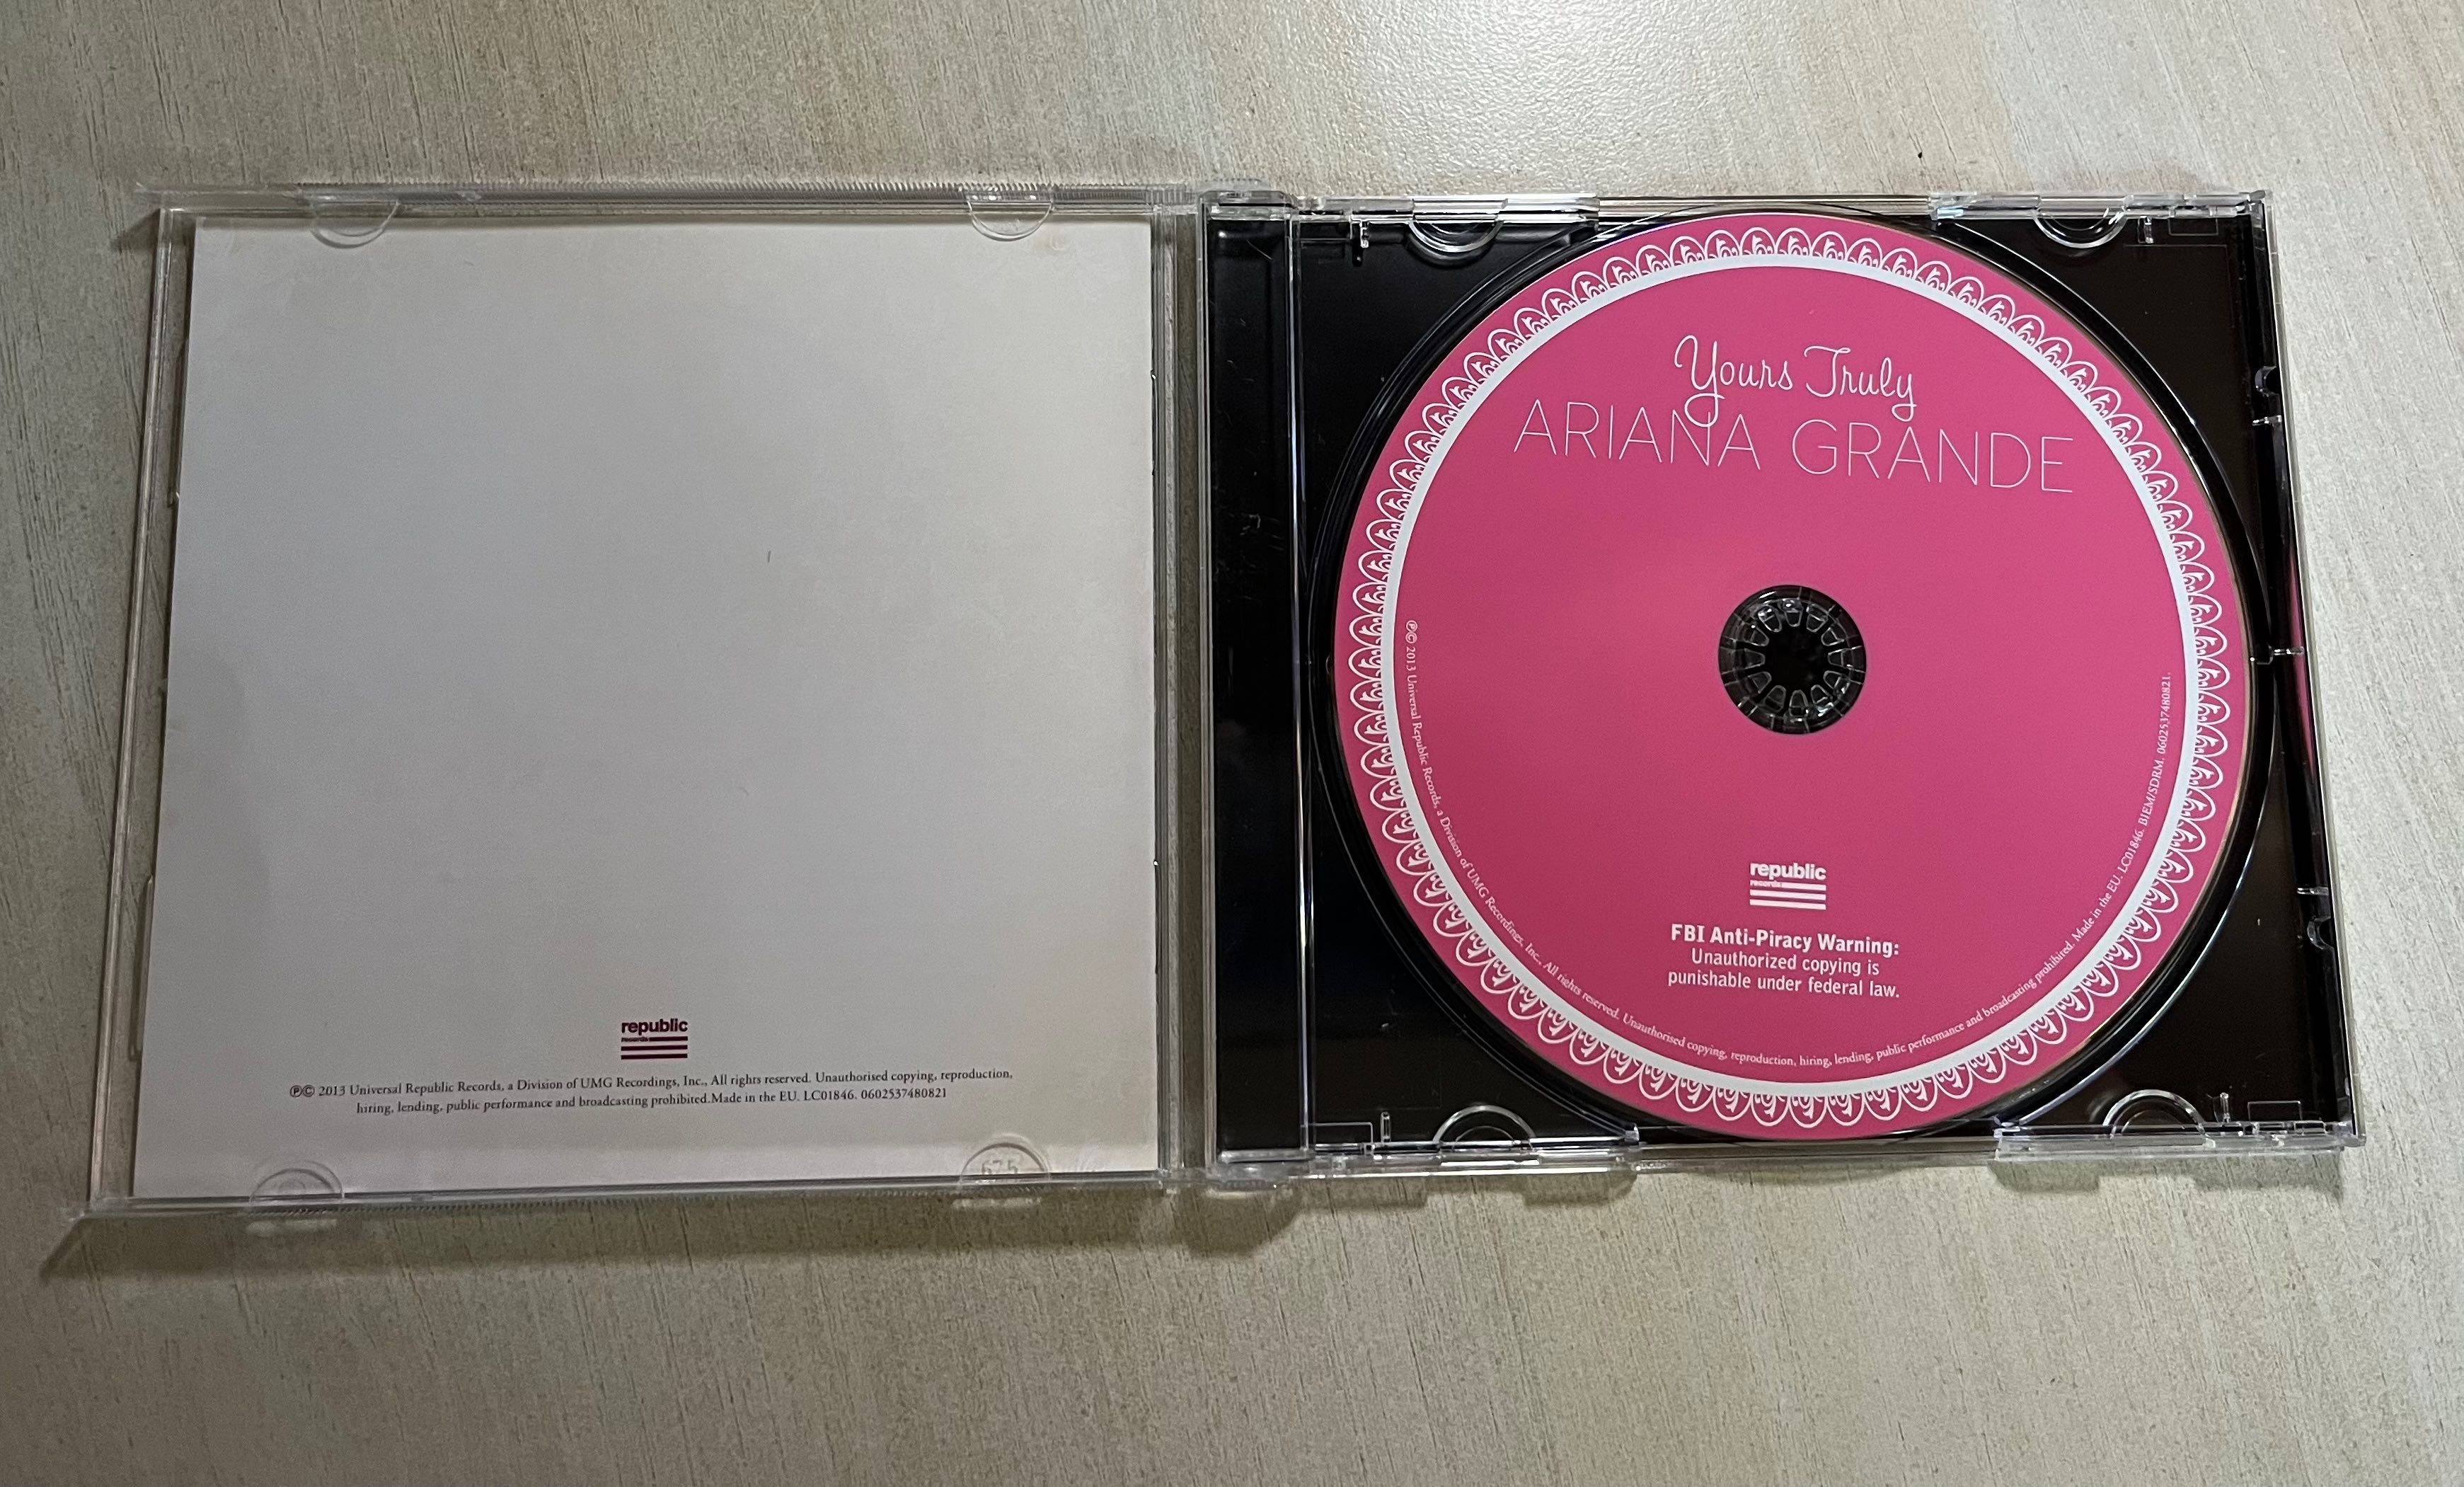 republic
records
℗© 2013 Universal Republic Records, a Division of UMG Recordings, Inc., All rights reserved. Unauthorised copying, reproduction,
hiring, lending, public performance and broadcasting prohibited.Made in the EU. LC01846. 0602537480821
575
Yours Truly
ARIANA GRANDE
republic
records
FBI Anti-Piracy Warning:
Unauthorized copying is
punishable under federal law.
℗© 2013 Universal Republic Records, a Division of UMG Recordings, Inc., All rights reserved. Unauthorised copying, reproduction, hiring, lending, public performance and broadcasting prohibited. Made in the EU. LC01846. BIEM/SDRM. 0602537480821.